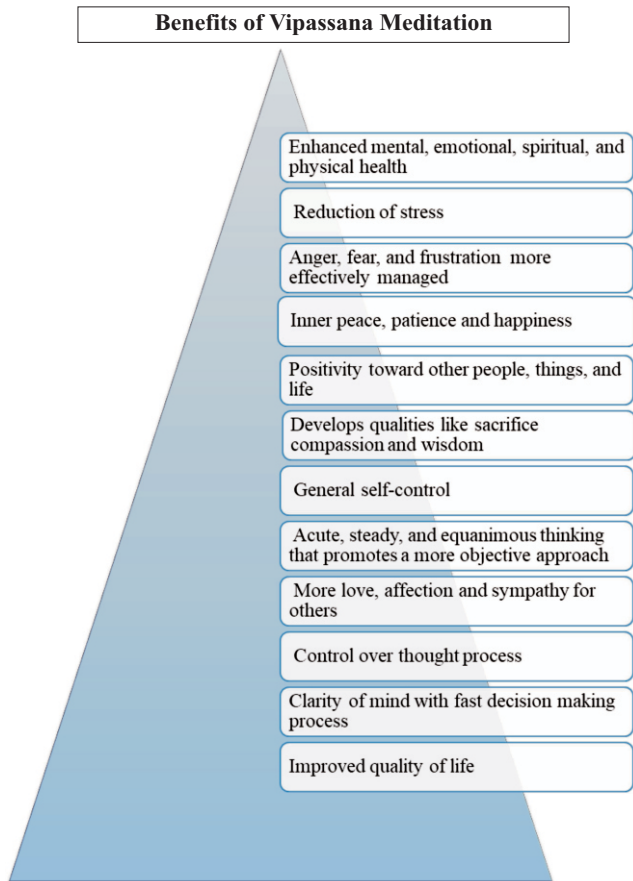 Benefits of Vipassana Meditation
Enhanced mental, emotional, spiritual, and
physical health
Reduction of stress
Anger, fear, and frustration more
effectively managed
Inner peace, patience and happiness
Positivity toward other people, things, and
life
Develops qualities like sacrifice
compassion and wisdom
General self-control
Acute, steady, and equanimous thinking
that promotes a more objective approach
More love, affection and sympathy for
others
Control over thought process
Clarity of mind with fast decision making
process
Improved quality of life